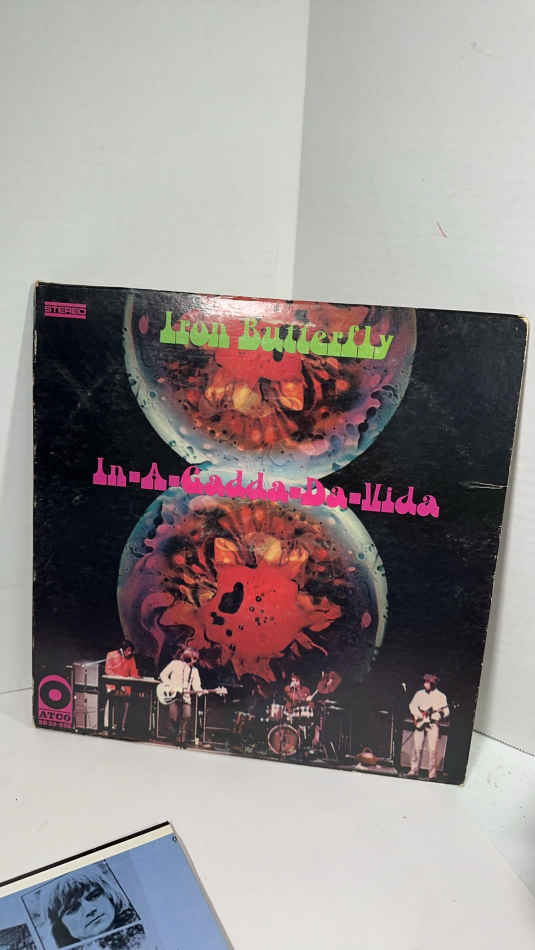 STEREO
Iron Butterfly
In-A-Gadda-Da-Vida
ATCO